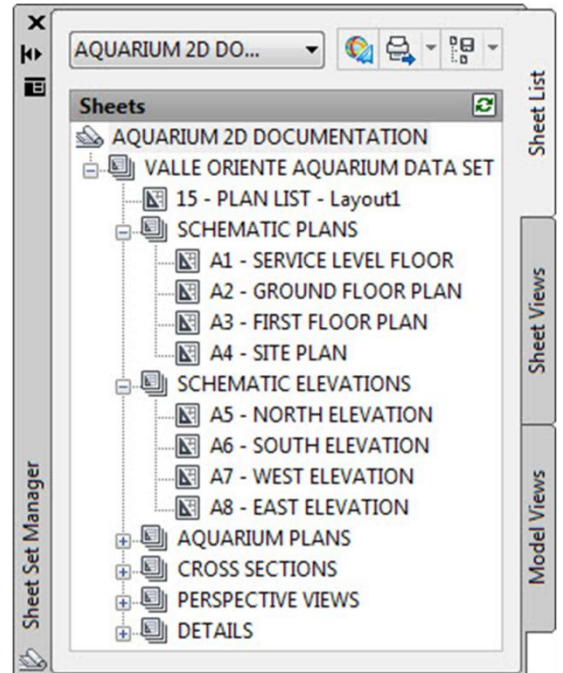 AQUARIUM 2D DO...
Sheets
AQUARIUM 2D DOCUMENTATION
VALLE ORIENTE AQUARIUM DATA SET
15 - PLAN LIST - Layout1
SCHEMATIC PLANS
A1 - SERVICE LEVEL FLOOR
A2 - GROUND FLOOR PLAN
A3 - FIRST FLOOR PLAN
A4 - SITE PLAN
SCHEMATIC ELEVATIONS
A5 - NORTH ELEVATION
A6 - SOUTH ELEVATION
A7 - WEST ELEVATION
A8 - EAST ELEVATION
AQUARIUM PLANS
CROSS SECTIONS
PERSPECTIVE VIEWS
DETAILS
Sheet List
Sheet Views
Model Views
Sheet Set Manager